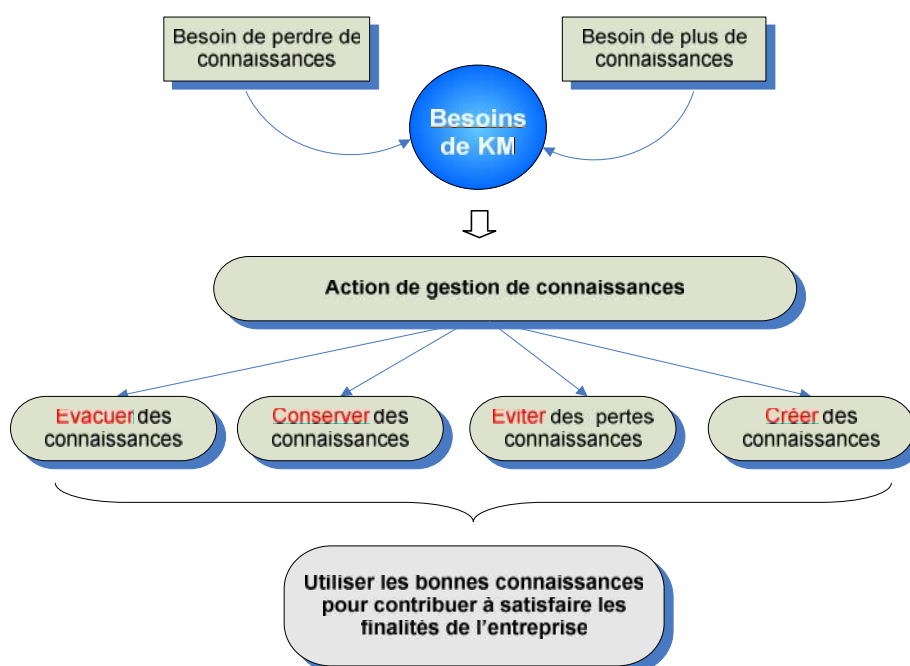 Besoin de perdre de
connaissances
Besoin de plus de
connaissances
Besoins
de KM
Action de gestion de connaissances
Evacuer des
connaissances
Conserver des
connaissances
Eviter des pertes
connaissances
Créer des
connaissances
Utiliser les bonnes connaissances
pour contribuer à satisfaire les
finalités de l'entreprise